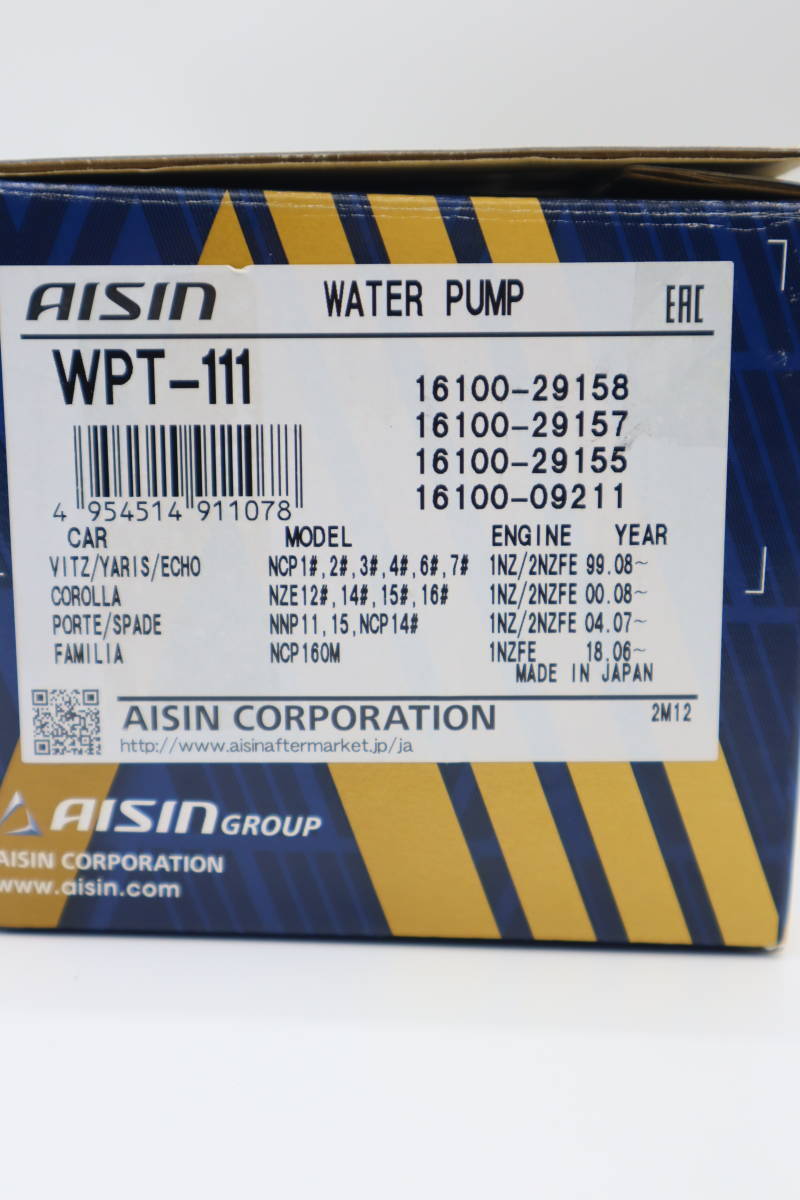 AISIN WATER PUMP EAC
WPT-111
16100-29158
16100-29157
16100-29155
16100-09211
4 954514 911078
CAR MODEL ENGINE YEAR
VITZ/YARIS/ECHO NCP1#,2#,3#,4#,6#,7# 1NZ/2NZFE 99.08~
COROLLA NZE12#,14#,15#,16# 1NZ/2NZFE 00.08~
PORTE/SPADE NNP11,15,NCP14# 1NZ/2NZFE 04.07~
FAMILIA NCP160M 1NZFE 18.06~
MADE IN JAPAN
AISIN CORPORATION 2M12
http://www.aisinaftermarket.jp/ja
AISIN GROUP
AISIN CORPORATION
www.aisin.com